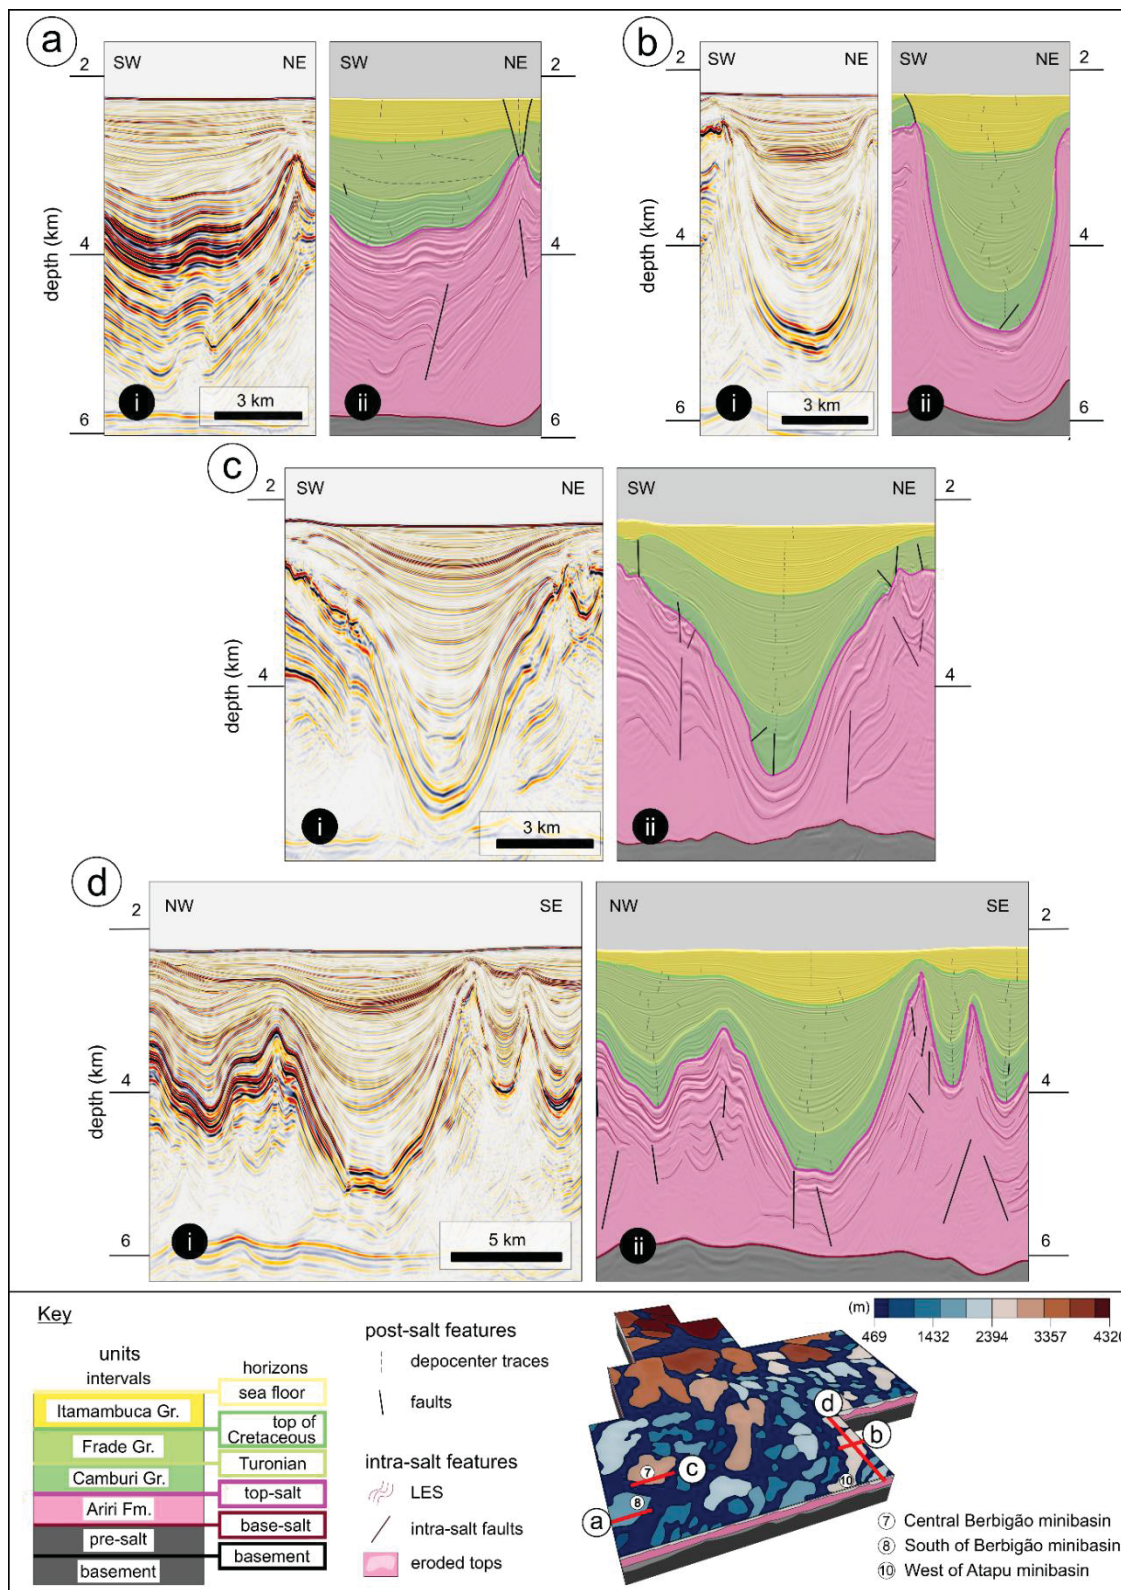 a
b
2
SW
NE
SW
NE
2
2
SW
NE
SW
NE
2
depth (km)
4
4
depth (km)
4
4
i
3 km
ii
6
6
i
3 km
ii
6
6
c
2
SW
NE
SW
NE
2
depth (km)
4
4
i
3 km
ii
d
2
NW
SE
NW
SE
2
depth (km)
4
4
i
5 km
ii
6
6
Key
units
intervals
horizons
sea floor
Itamambuca Gr.
top of
Cretaceous
Frade Gr.
Turonian
Camburi Gr.
top-salt
Ariri Fm.
base-salt
pre-salt
basement
basement
post-salt features
depocenter traces
faults
intra-salt features
LES
intra-salt faults
eroded tops
(m)
469 1432 2394 3357 4320
d
b
7
c
8
a
10
7 Central Berbigão minibasin
8 South of Berbigão minibasin
10 West of Atapu minibasin